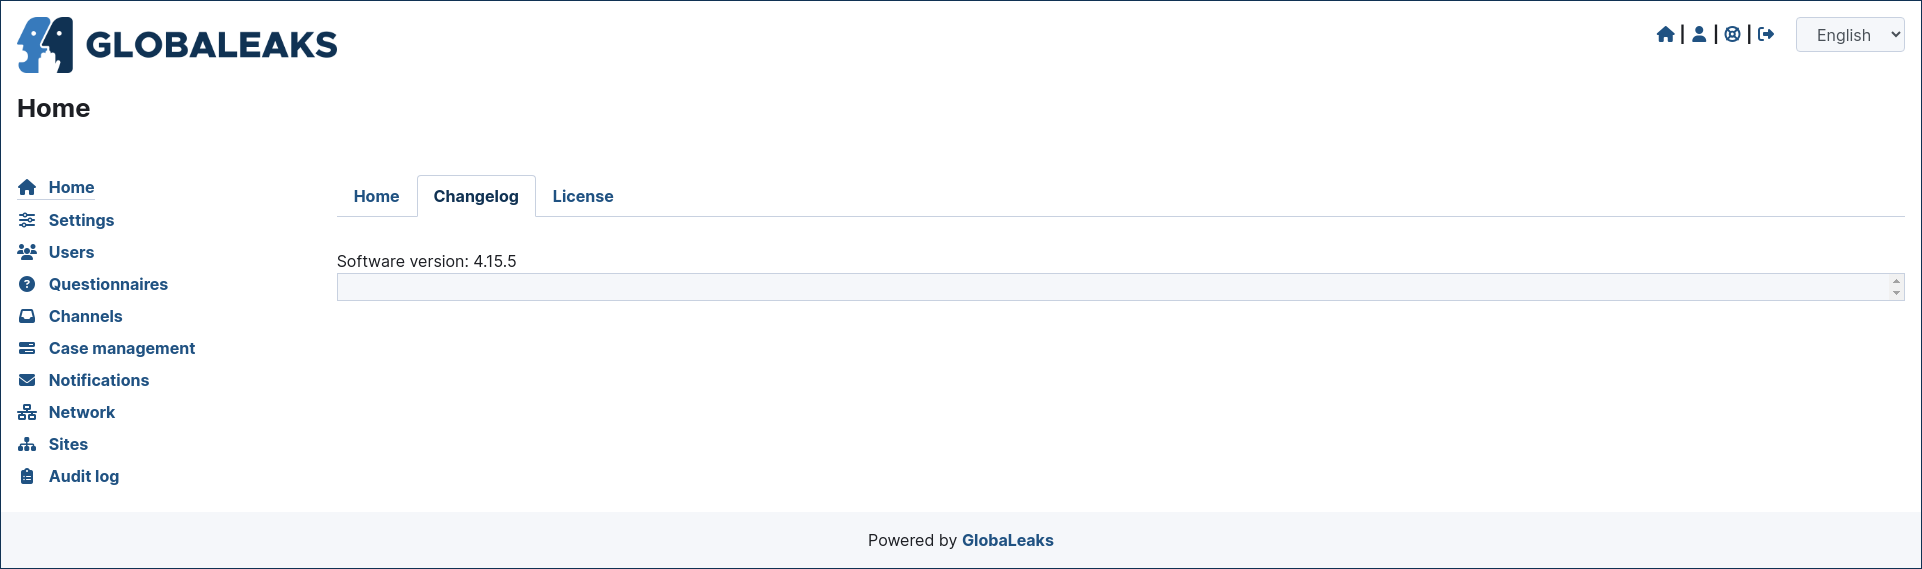 GLOBALEAKS
| | | English
Home
Home
Settings
Users
Questionnaires
Channels
Case management
Notifications
Network
Sites
Audit log
Home Changelog License
Software version: 4.15.5
Powered by GlobaLeaks